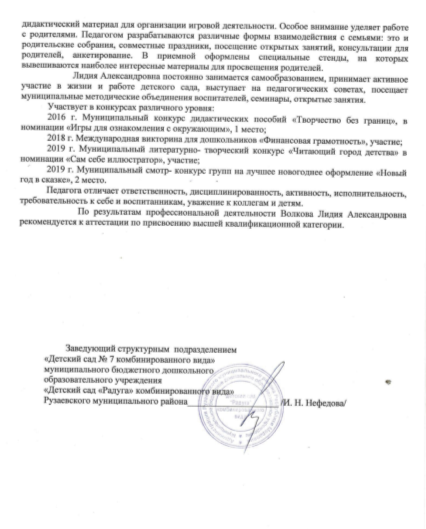 дидактический материал для организации игровой деятельности. Особое внимание уделяет работе
с родителями. Педагогом разрабатываются различные формы взаимодействия с семьями: это и
родительские собрания, совместные праздники, посещение открытых занятий, консультации для
родителей, анкетирование. В приемной оформлены специальные стенды, на которых
вывешиваются наиболее интересные материалы для просвещения родителей.
Лидия Александровна постоянно занимается самообразованием, принимает активное
участие в жизни и работе детского сада, выступает на педагогических советах, посещает
муниципальные методические объединения воспитателей, семинары, открытые занятия.
Участвует в конкурсах различного уровня:
2016 г. Муниципальный конкурс дидактических пособий «Творчество без границ», в
номинации «Игры для ознакомления с окружающим», 1 место;
2018 г. Международная викторина для дошкольников «Финансовая грамотность», участие;
2019 г. Муниципальный литературно- творческий конкурс «Читающий город детства» в
номинации «Сам себе иллюстратор», участие;
2019 г. Муниципальный смотр- конкурс групп на лучшее новогоднее оформление «Новый
год в сказке», 2 место.
Педагога отличает ответственность, дисциплинированность, активность, исполнительность,
требовательность к себе и воспитанникам, уважение к коллегам и детям.
По результатам профессиональной деятельности Волкова Лидия Александровна
рекомендуется к аттестации по присвоению высшей квалификационной категории.
Заведующий структурным подразделением
«Детский сад № 7 комбинированного вида»
муниципального бюджетного дошкольного
образовательного учреждения
«Детский сад «Радуга» комбинированного вида»
Рузаевского муниципального района /И. Н. Нефедова/